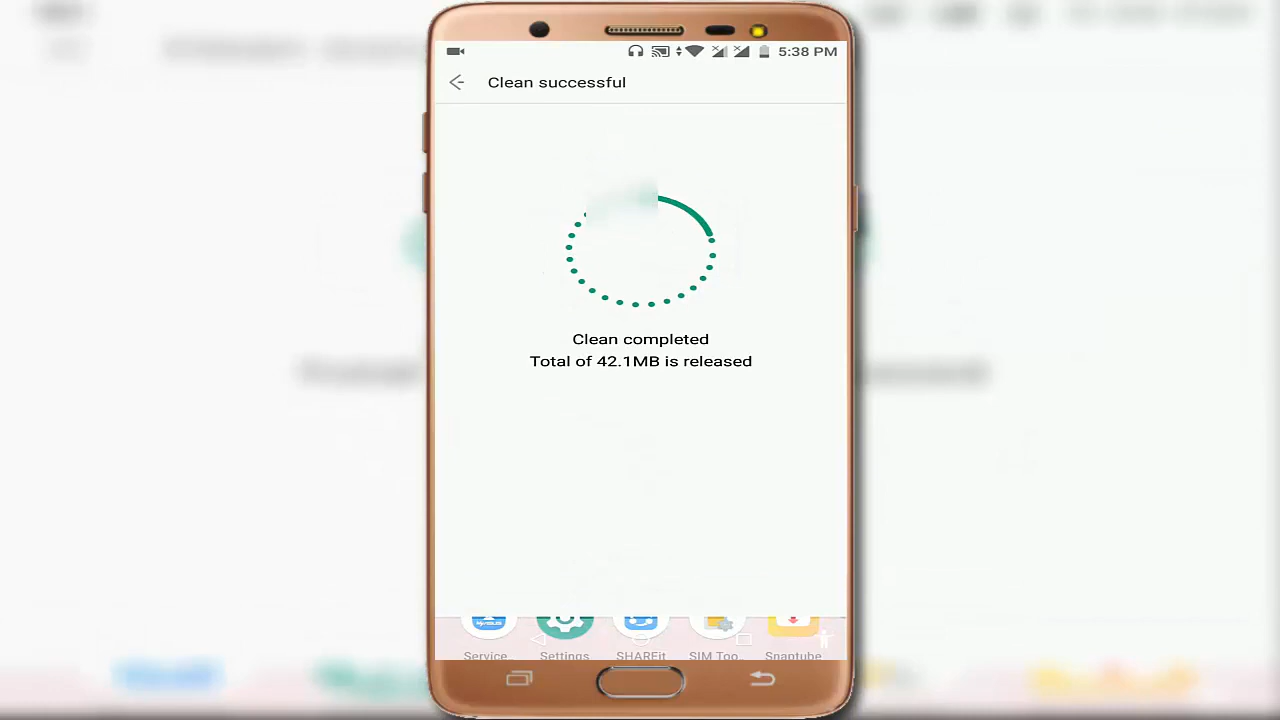 5:38 PM
Clean successful
Clean completed
Total of 42.1MB is released
Service Settings SHAREit SIM Too Snaptube